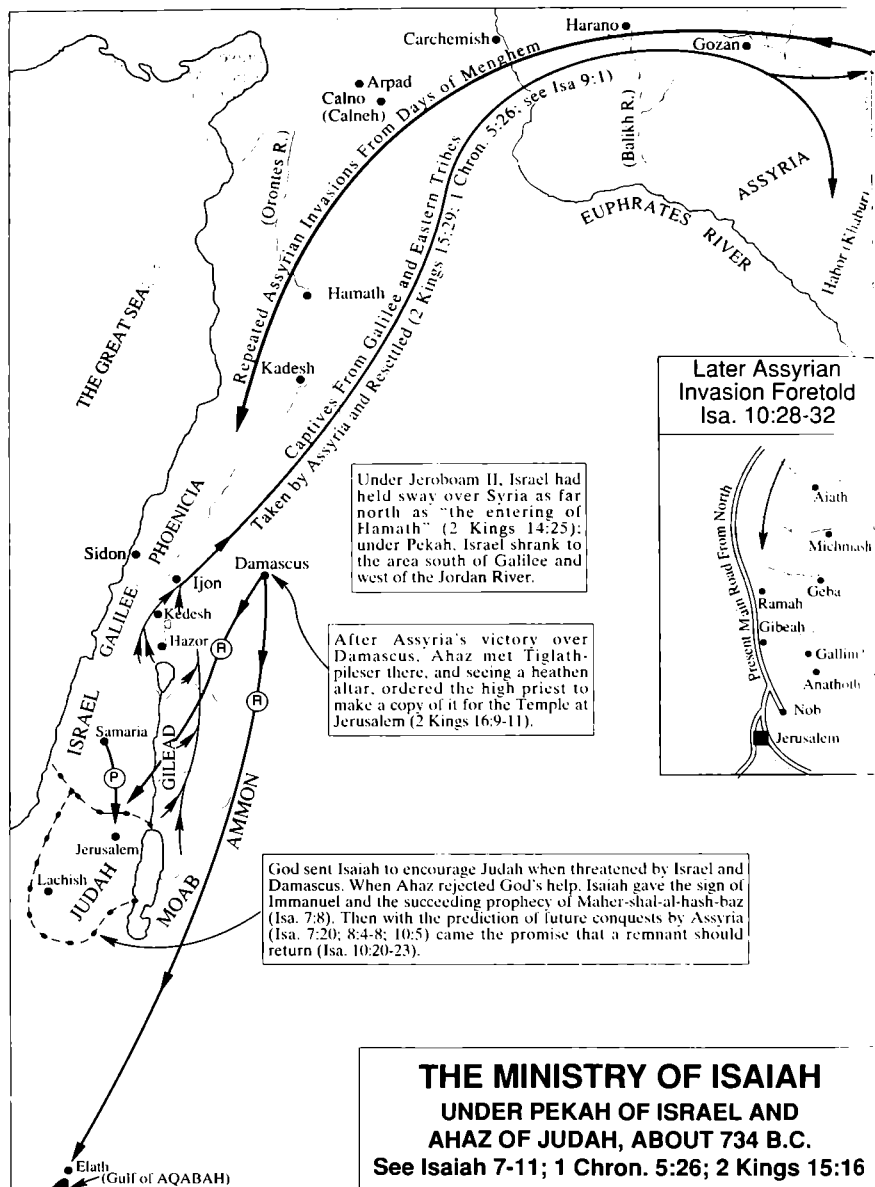 Harano
Carchemish
Gozan
Arpad
Calno
(Calneh)
Repeated Assyrian Invasions From Days of Menghem
Captives From Galilee and Eastern Tribes
Taken by Assyria and Resettled (2 Kings 15:29; 1 Chron. 5:26; see Isa 9:1)
(Orontes R.)
(Balikh R.)
ASSYRIA
EUPHRATES
RIVER
Habor (Khabur)
THE GREAT SEA
Hamath
Kadesh
PHOENICIA
Sidon
GALILEE
Ijon
Damascus
Kedesh
Hazor
R
R
ISRAEL
Samaria
P
GILEAD
AMMON
Jerusalem
JUDAH
Lachish
MOAB
Elath
(Gulf of AQABAH)
Under Jeroboam II, Israel had
held sway over Syria as far
north as "the entering of
Hamath" (2 Kings 14:25);
under Pekah, Israel shrank to
the area south of Galilee and
west of the Jordan River.
After Assyria's victory over
Damascus, Ahaz met Tiglath-
pileser there, and seeing a heathen
altar, ordered the high priest to
make a copy of it for the Temple at
Jerusalem (2 Kings 16:9-11).
God sent Isaiah to encourage Judah when threatened by Israel and
Damascus. When Ahaz rejected God's help, Isaiah gave the sign of
Immanuel and the succeeding prophecy of Maher-shal-al-hash-baz
(Isa. 7:8). Then with the prediction of future conquests by Assyria
(Isa. 7:20; 8:4-8; 10:5) came the promise that a remnant should
return (Isa. 10:20-23).
Later Assyrian
Invasion Foretold
Isa. 10:28-32
Present Main Road From North
Aiath
Michmash
Geba
Ramah
Gibeah
Gallim
Anathoth
Nob
Jerusalem
THE MINISTRY OF ISAIAH
UNDER PEKAH OF ISRAEL AND
AHAZ OF JUDAH, ABOUT 734 B.C.
See Isaiah 7-11; 1 Chron. 5:26; 2 Kings 15:16